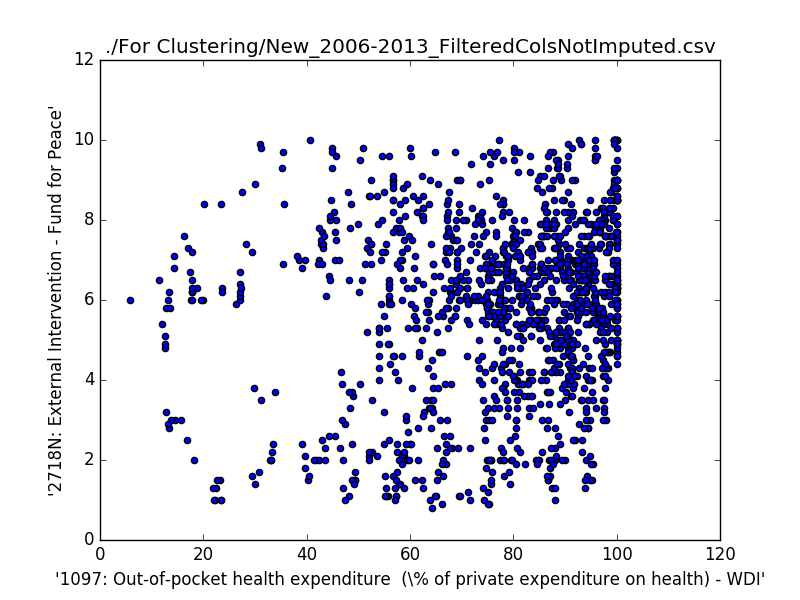 ./For Clustering/New_2006-2013_FilteredColsNotImputed.csv
'2718N: External Intervention - Fund for Peace'
12
10
8
6
4
2
0
0 20 40 60 80 100 120
'1097: Out-of-pocket health expenditure  (\% of private expenditure on health) - WDI'